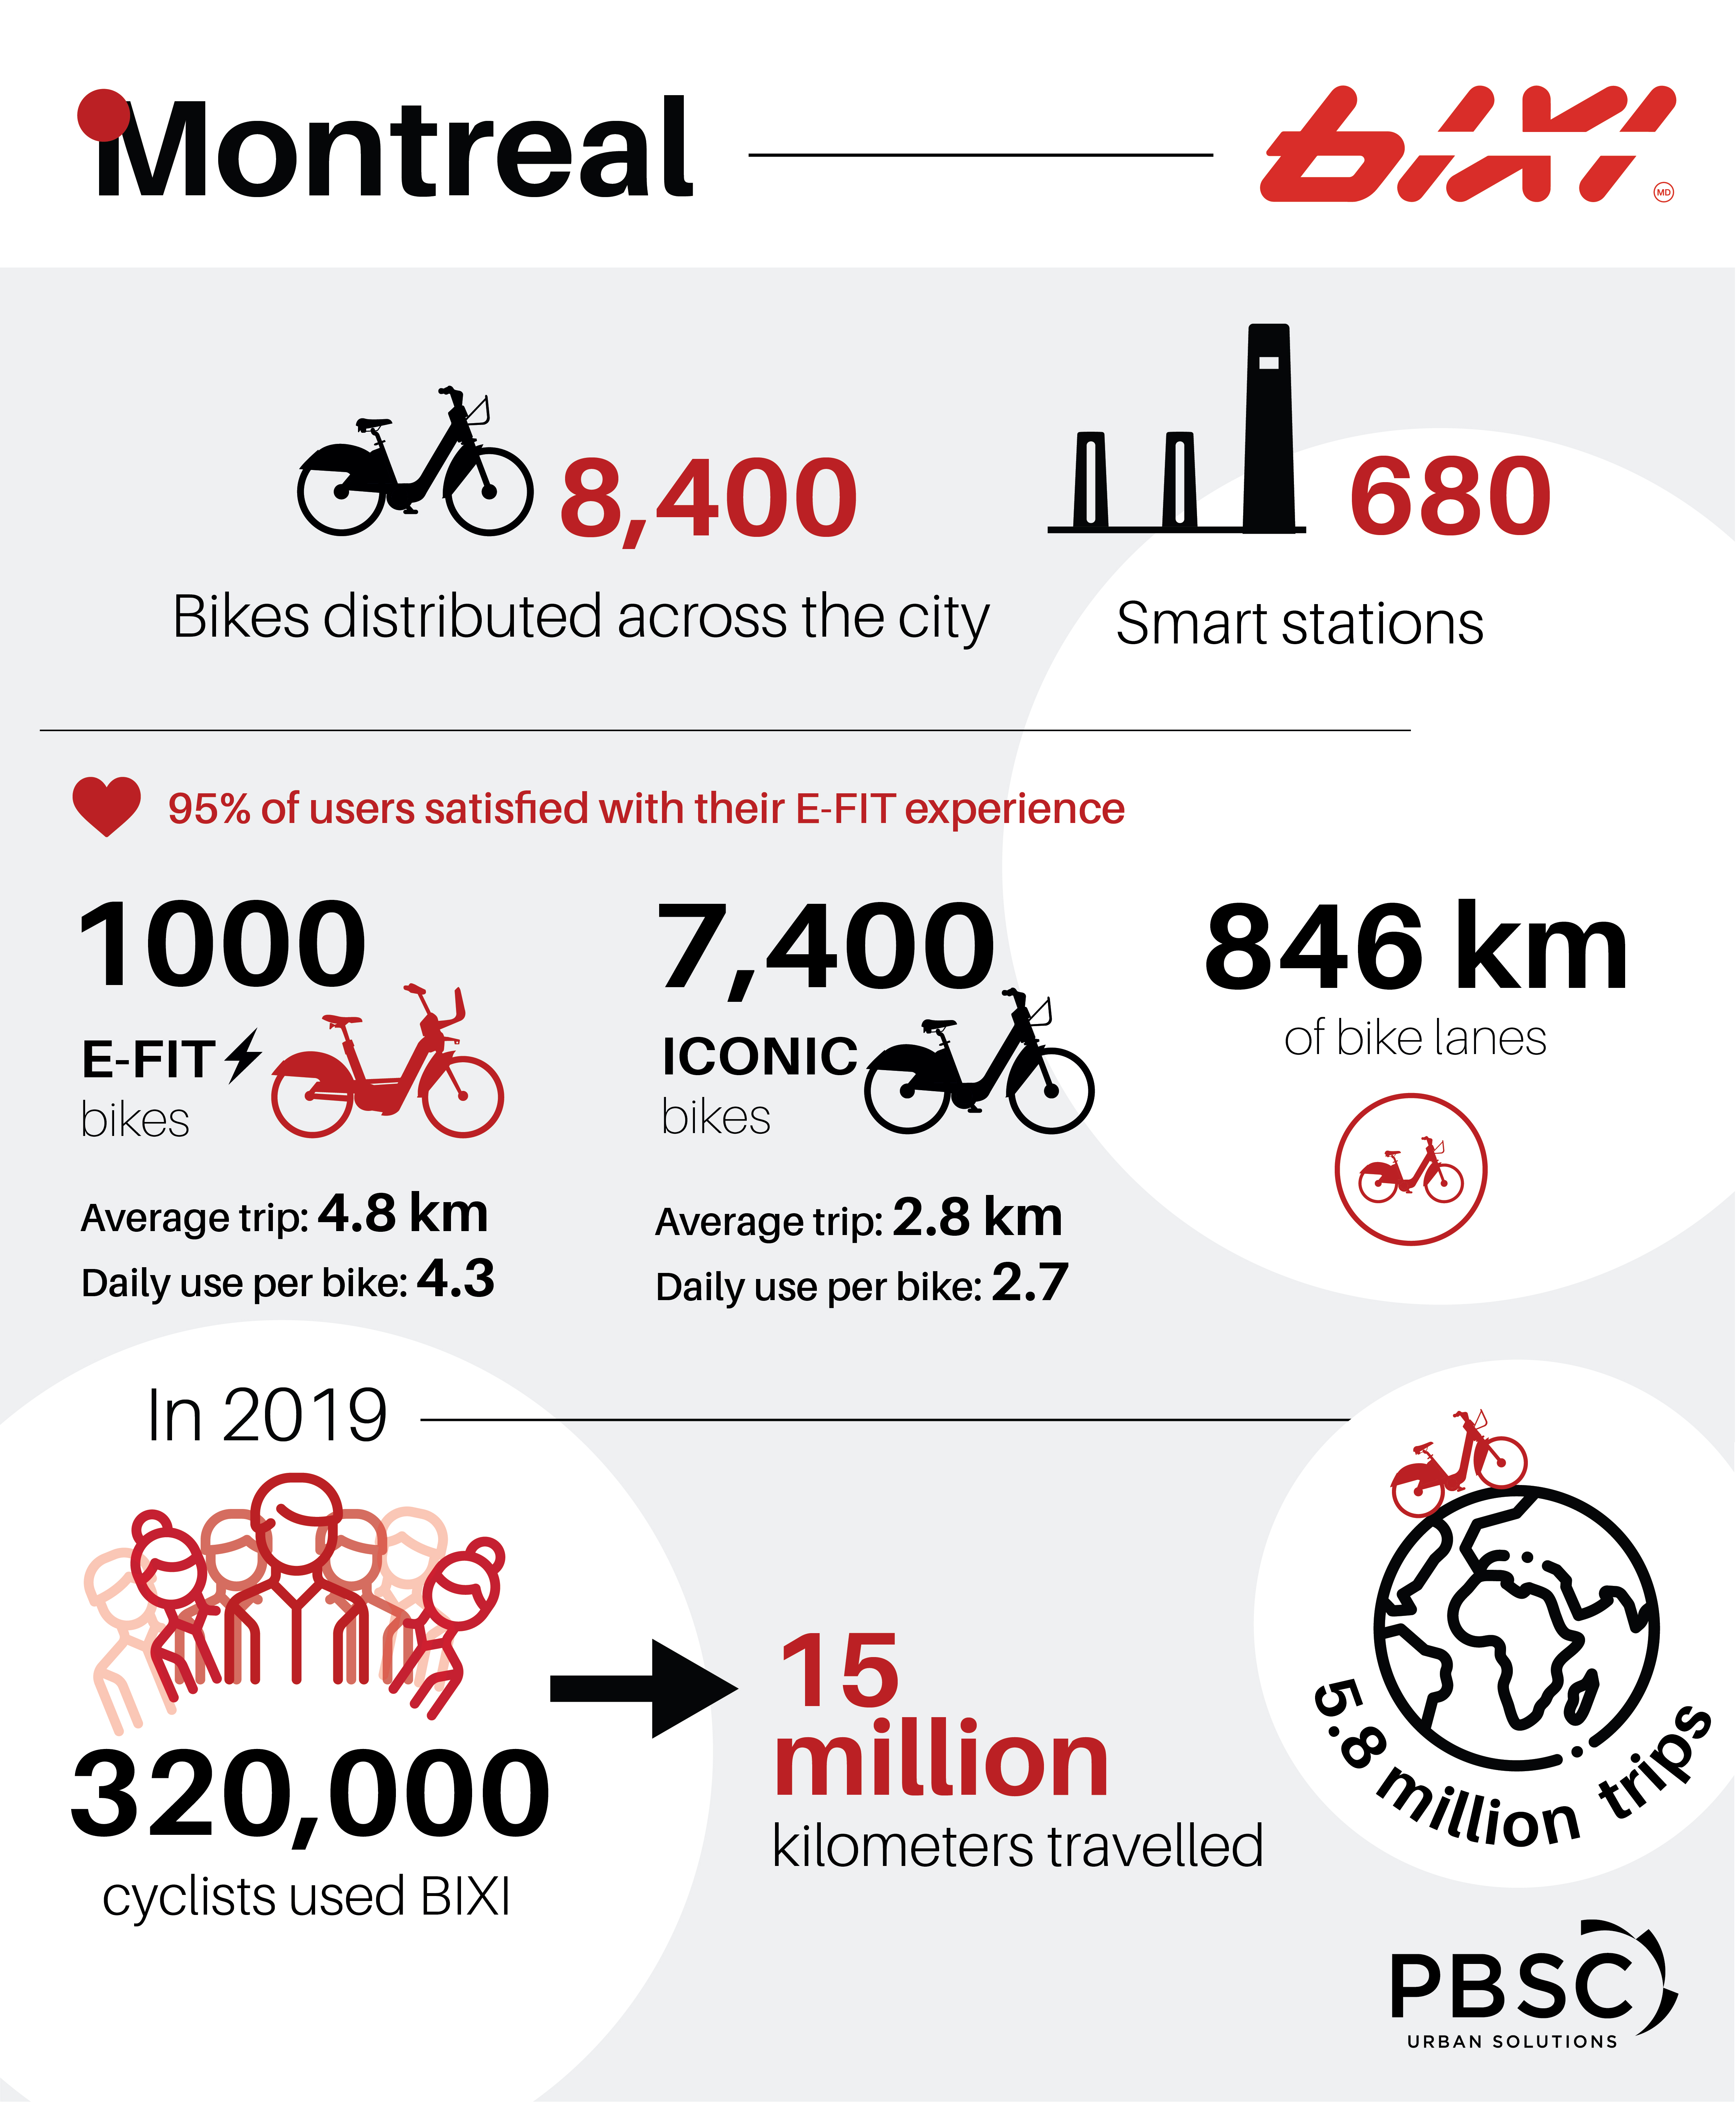 Montreal
bixi
MD
8,400
Bikes distributed across the city
680
Smart stations
95% of users satisfied with their E-FIT experience
1000
E-FIT
bikes
Average trip: 4.8 km
Daily use per bike: 4.3
7,400
ICONIC
bikes
Average trip: 2.8 km
Daily use per bike: 2.7
846 km
of bike lanes
In 2019
320,000
cyclists used BIXI
15
million
kilometers travelled
5.8 million trips
PBSC
URBAN SOLUTIONS